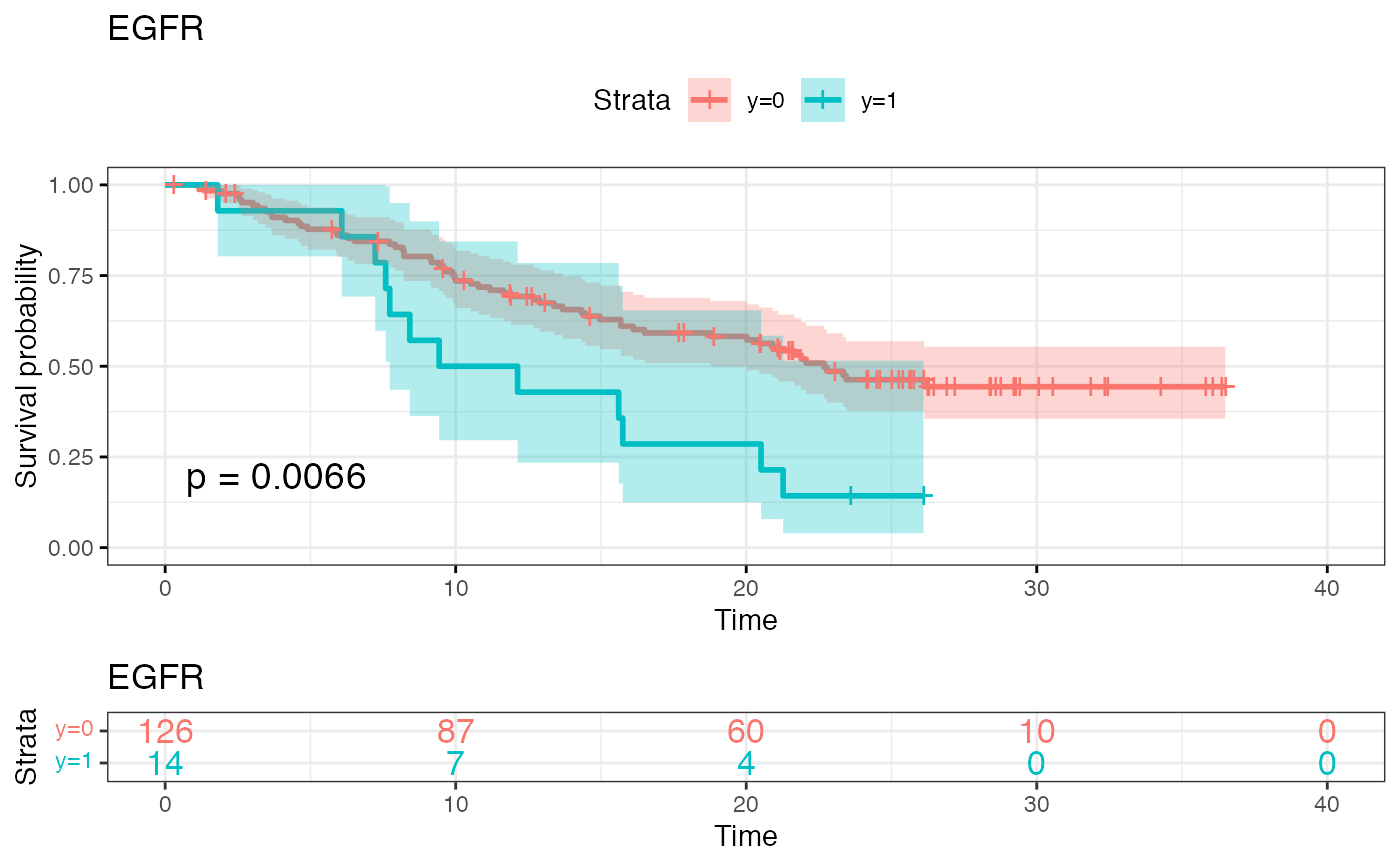 EGFR
Strata y=0 y=1
Survival probability
1.00
0.75
0.50
0.25
0.00
p = 0.0066
0 10 20 30 40
Time
EGFR
Strata
y=0 126 87 60 10 0
y=1 14 7 4 0 0
0 10 20 30 40
Time